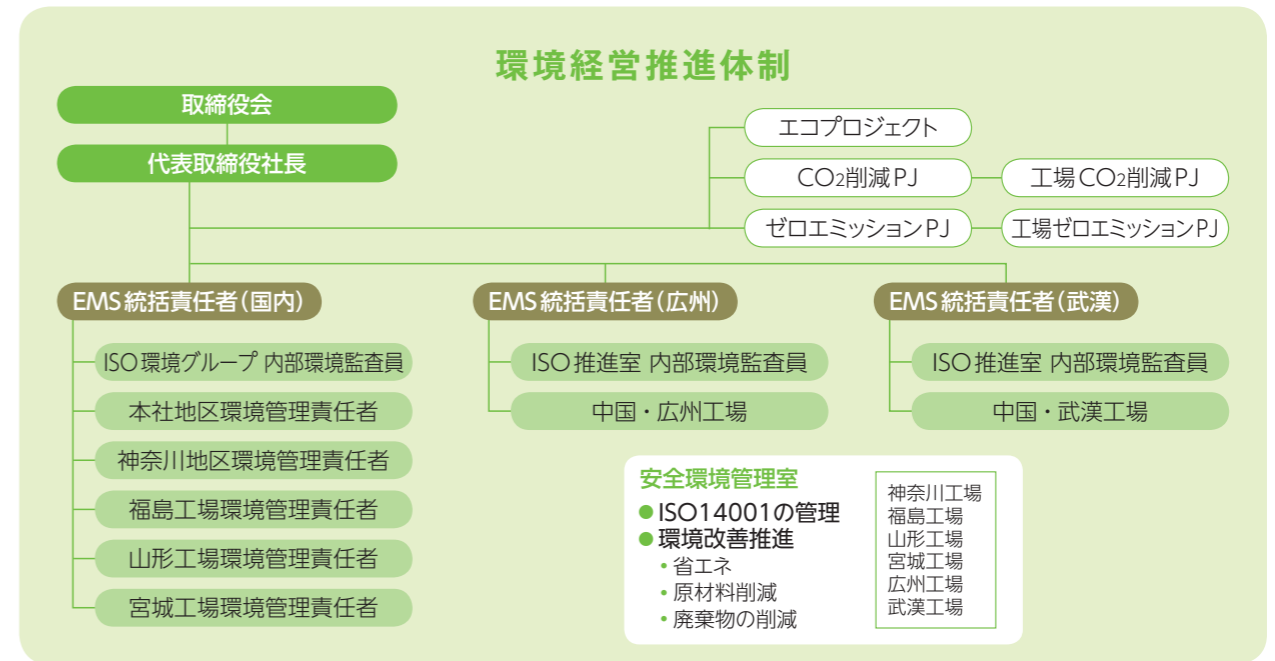 環境経営推進体制
取締役会
代表取締役社長
エコプロジェクト
CO2削減PJ
工場CO2削減PJ
ゼロエミッションPJ
工場ゼロエミッションPJ
EMS統括責任者(国内)
ISO環境グループ 内部環境監査員
本社地区環境管理責任者
神奈川地区環境管理責任者
福島工場環境管理責任者
山形工場環境管理責任者
宮城工場環境管理責任者
EMS統括責任者(広州)
ISO推進室 内部環境監査員
中国・広州工場
EMS統括責任者(武漢)
ISO推進室 内部環境監査員
中国・武漢工場
安全環境管理室
●ISO14001の管理
●環境改善推進
・省エネ
・原材料削減
・廃棄物の削減
神奈川工場
福島工場
山形工場
宮城工場
広州工場
武漢工場